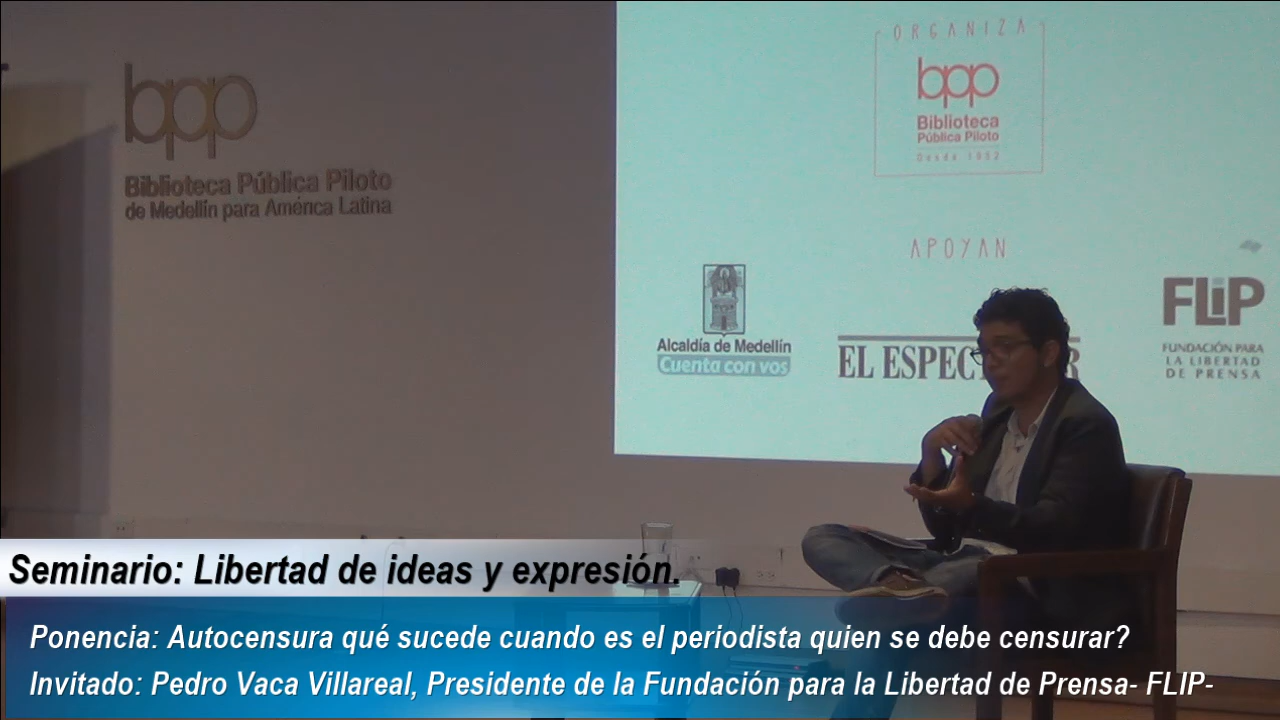 bpp
Biblioteca Pública Piloto
de Medellín para América Latina
ORGANIZA
bpp
Biblioteca
Pública Piloto
Desde 1952
APOYAN
Alcaldía de Medellín
Cuenta con vos
EL ESPEC R
FLiP
FUNDACIÓN PARA
LA LIBERTAD
DE PRENSA
Seminario: Libertad de ideas y expresión.
Ponencia: Autocensura qué sucede cuando es el periodista quien se debe censurar?
Invitado: Pedro Vaca Villareal, Presidente de la Fundación para la Libertad de Prensa- FLIP-